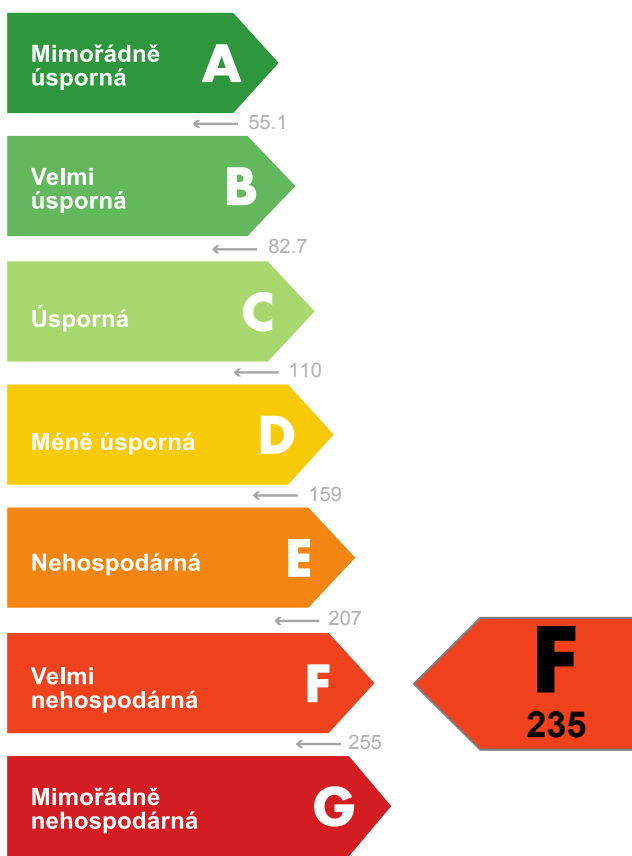 Mimořádně
úsporná
A
55.1
Velmi
úsporná
B
82.7
Úsporná
C
110
Méně úsporná
D
159
Nehospodárná
E
207
Velmi
nehospodárná
F
F
235
255
Mimořádně
nehospodárná
G